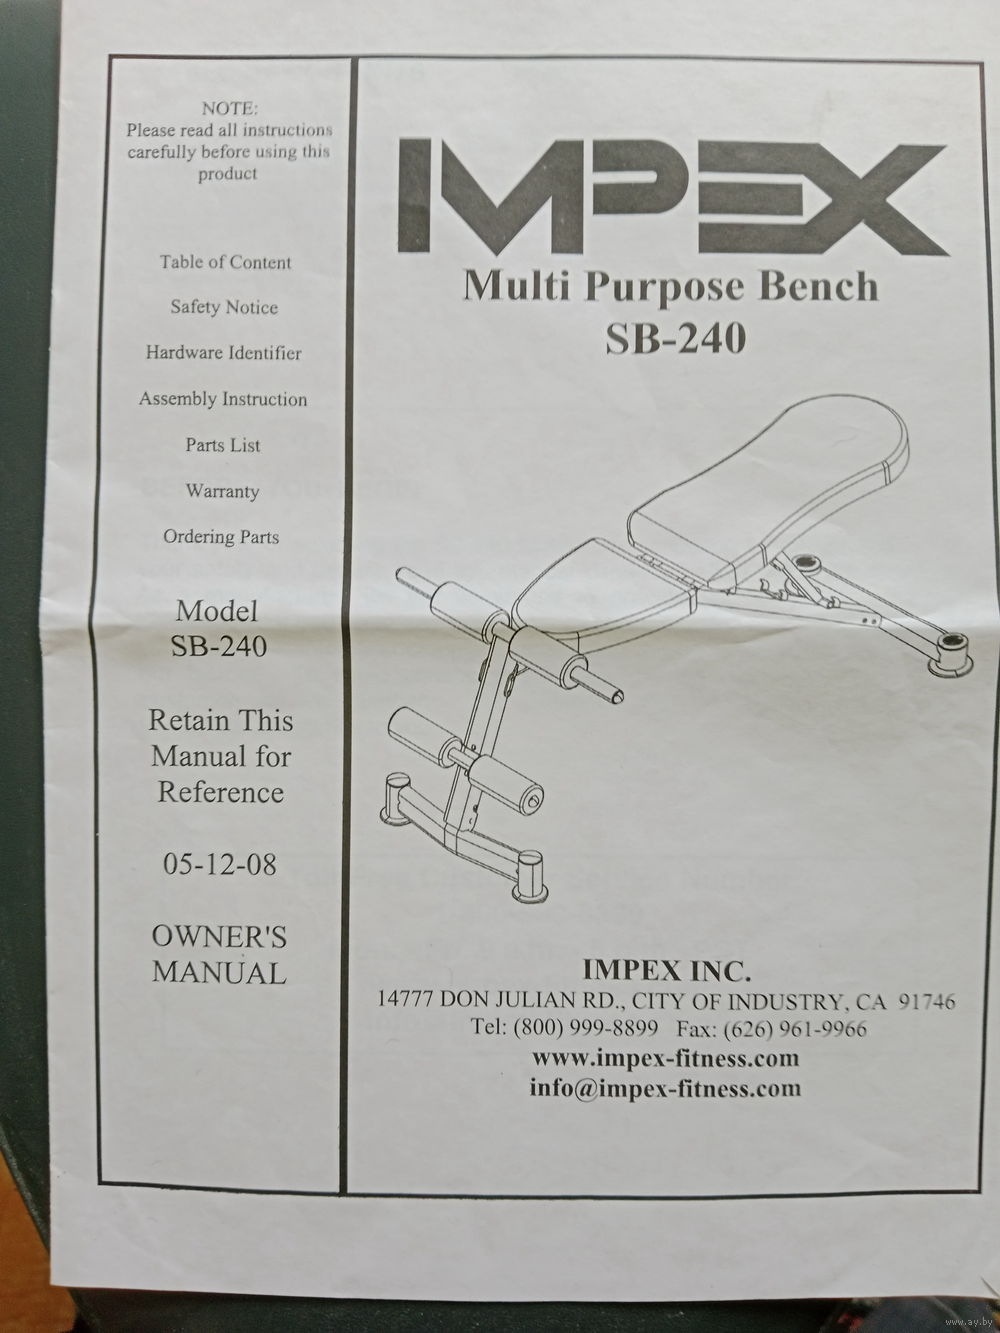 NOTE:
Please read all instructions
carefully before using this
product
Table of Content
Safety Notice
Hardware Identifier
Assembly Instruction
Parts List
Warranty
Ordering Parts
Model
SB-240
Retain This
Manual for
Reference
05-12-08
OWNER'S
MANUAL
IMPEX
Multi Purpose Bench
SB-240
IMPEX INC.
14777 DON JULIAN RD., CITY OF INDUSTRY, CA 91746
Tel: (800) 999-8899 Fax: (626) 961-9966
www.impex-fitness.com
info@impex-fitness.com
www.ay.by